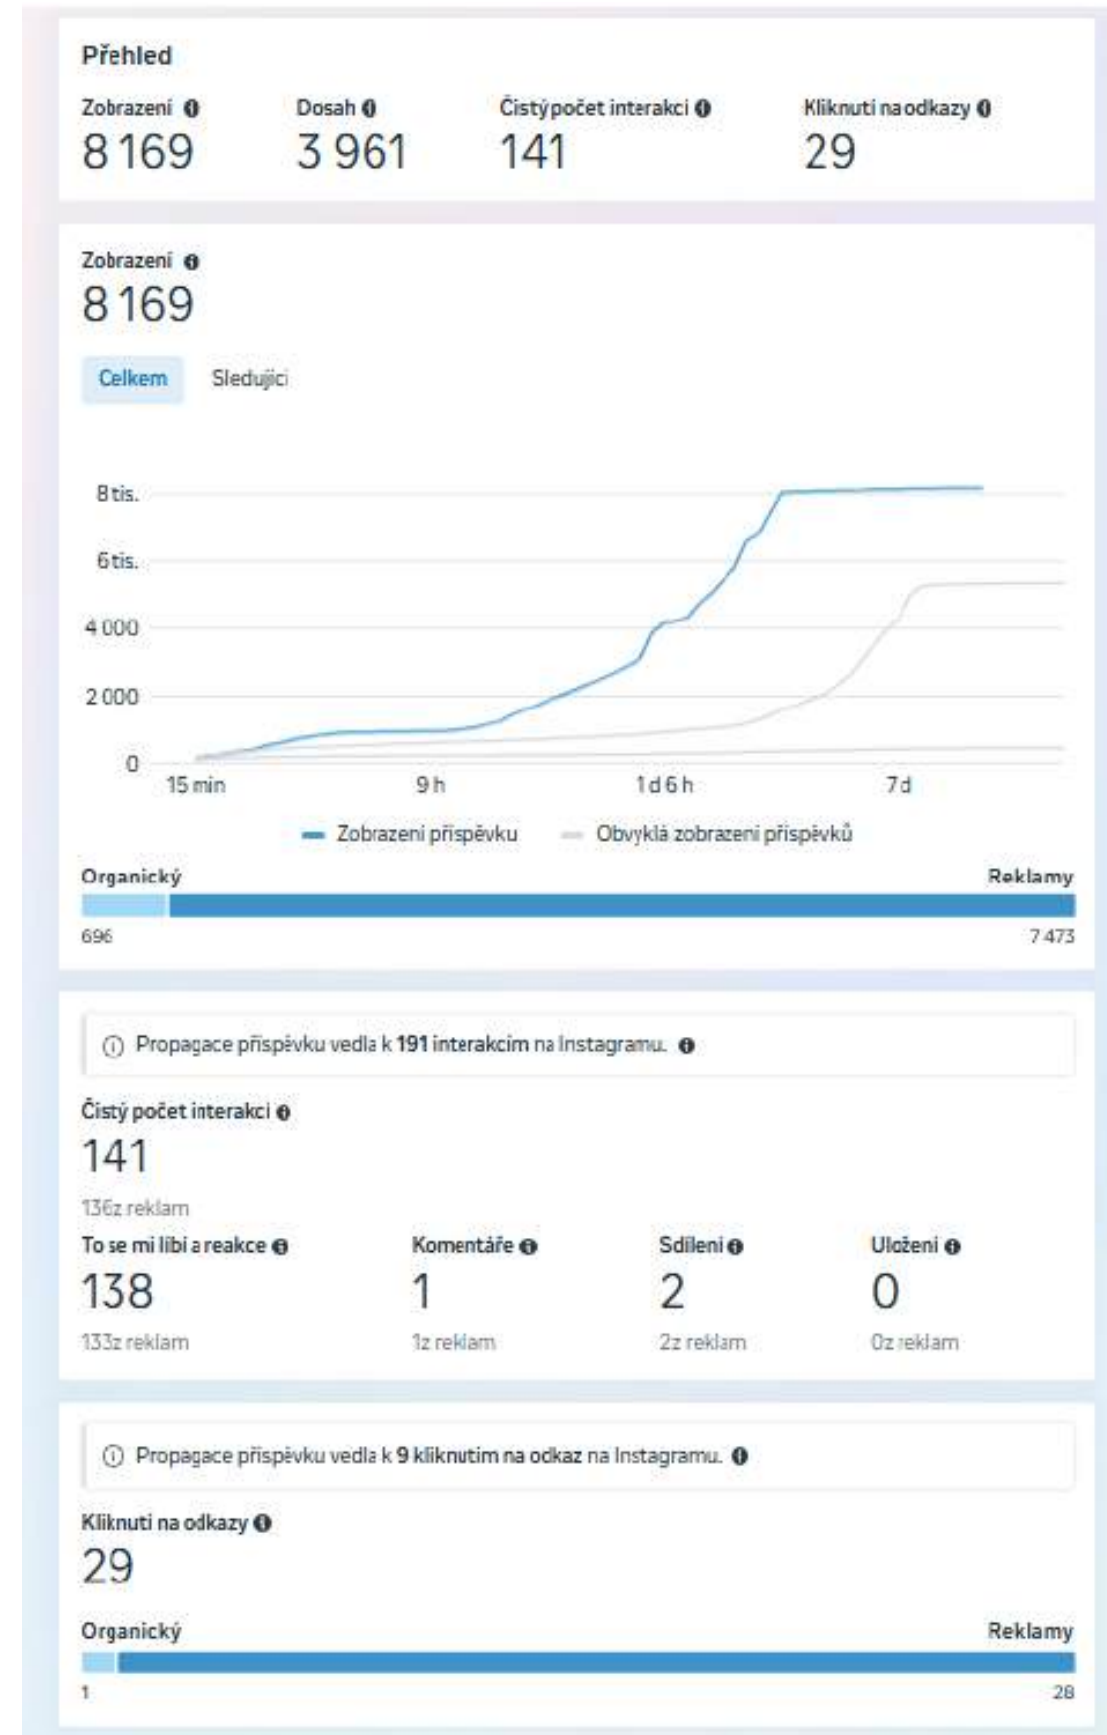 Přehled
Zobrazení Dosah Čistý počet interakcí Kliknutí na odkazy
8 169 3 961 141 29
Zobrazení
8 169
Celkem Sledující
8 tis.
6 tis.
4 000
2 000
0
15 min 9 h 1 d 6 h 7 d
Zobrazení příspěvku Obvyklá zobrazení příspěvků
Organický Reklamy
696 7 473
Propagace příspěvku vedla k 191 interakcím na Instagramu.
Čistý počet interakcí
141
136 z reklam
To se mi líbí a reakce Komentáře Sdílení Uložení
138 1 2 0
133 z reklam 1 z reklam 2 z reklam 0 z reklam
Propagace příspěvku vedla k 9 kliknutím na odkaz na Instagramu.
Kliknutí na odkazy
29
Organický Reklamy
1 28